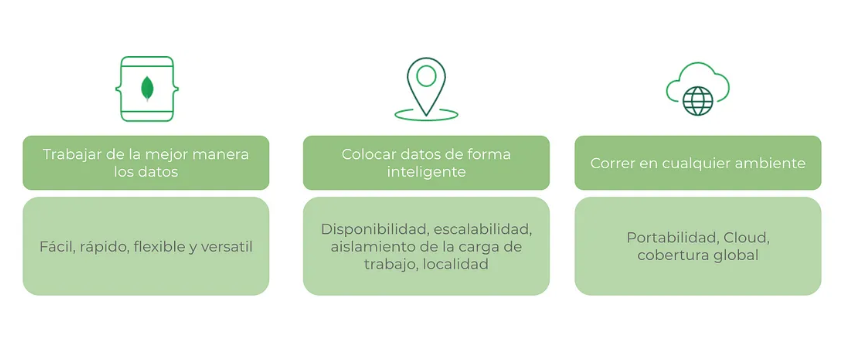 Trabajar de la mejor manera
los datos
Fácil, rápido, flexible y versatil
Colocar datos de forma
inteligente
Disponibilidad, escalabilidad,
aislamiento de la carga de
trabajo, localidad
Correr en cualquier ambiente
Portabilidad, Cloud,
cobertura global